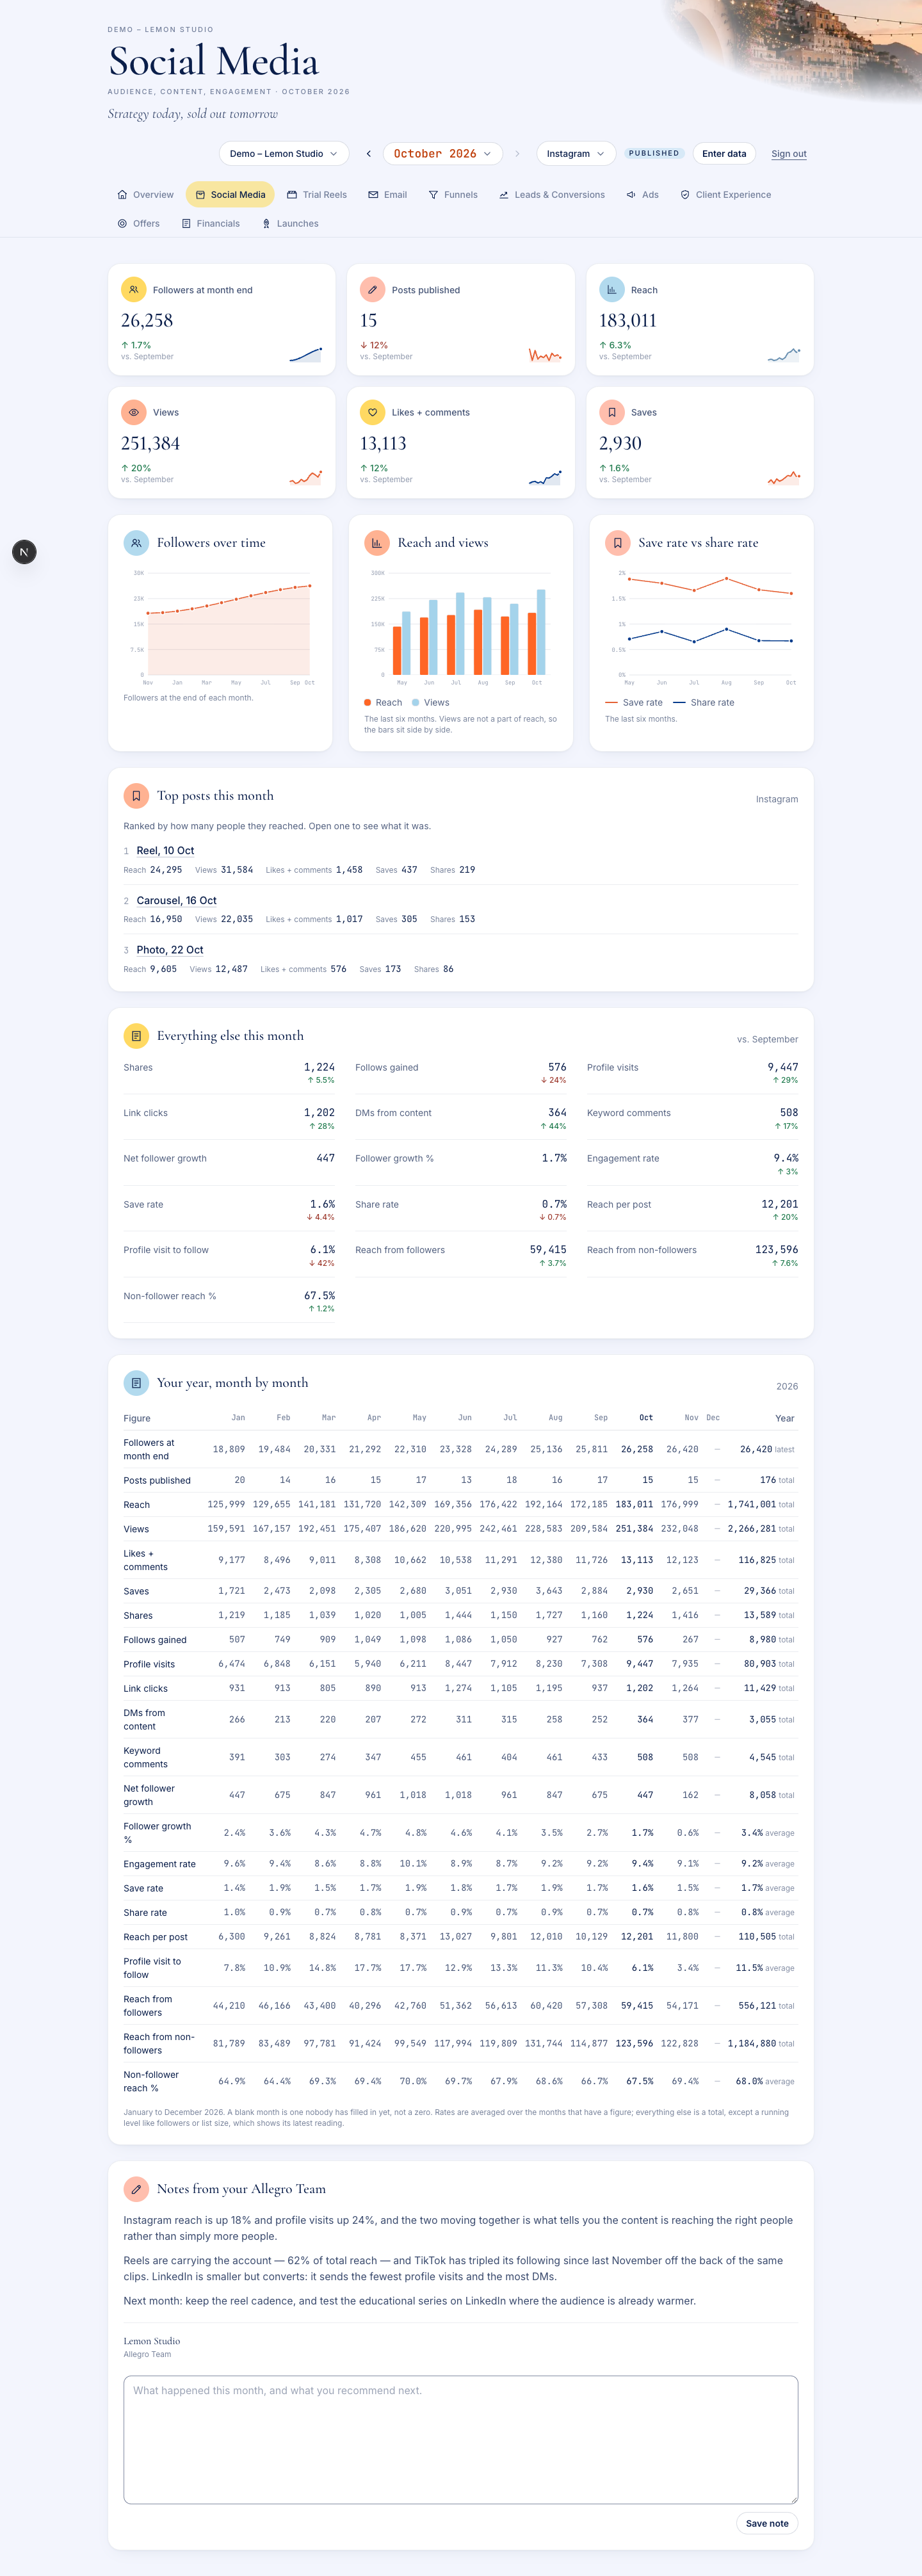 DEMO – LEMON STUDIO
Social Media
AUDIENCE, CONTENT, ENGAGEMENT · OCTOBER 2026
Strategy today, sold out tomorrow
Demo – Lemon Studio
October 2026
Instagram
PUBLISHED
Enter data
Sign out
Overview
Social Media
Trial Reels
Email
Funnels
Leads & Conversions
Ads
Client Experience
Offers
Financials
Launches
Followers at month end
26,258
↑ 1.7%
vs. September
Posts published
15
↓ 12%
vs. September
Reach
183,011
↑ 6.3%
vs. September
Views
251,384
↑ 20%
vs. September
Likes + comments
13,113
↑ 12%
vs. September
Saves
2,930
↑ 1.6%
vs. September
N
Followers over time
30K
23K
15K
7.5K
0
Nov Jan Mar May Jul Sep Oct
Followers at the end of each month.
Reach and views
300K
225K
150K
75K
0
May Jun Jul Aug Sep Oct
Reach Views
The last six months. Views are not a part of reach, so
the bars sit side by side.
Save rate vs share rate
2%
1.5%
1%
0.5%
0%
May Jun Jul Aug Sep Oct
Save rate Share rate
The last six months.
Top posts this month
Instagram
Ranked by how many people they reached. Open one to see what it was.
1 Reel, 10 Oct
Reach 24,295 Views 31,584 Likes + comments 1,458 Saves 437 Shares 219
2 Carousel, 16 Oct
Reach 16,950 Views 22,035 Likes + comments 1,017 Saves 305 Shares 153
3 Photo, 22 Oct
Reach 9,605 Views 12,487 Likes + comments 576 Saves 173 Shares 86
Everything else this month
vs. September
Shares 1,224
↑ 5.5%
Follows gained 576
↓ 24%
Profile visits 9,447
↑ 29%
Link clicks 1,202
↑ 28%
DMs from content 364
↑ 44%
Keyword comments 508
↑ 17%
Net follower growth 447
Follower growth % 1.7%
Engagement rate 9.4%
↑ 3%
Save rate 1.6%
↓ 4.4%
Share rate 0.7%
↓ 0.7%
Reach per post 12,201
↑ 20%
Profile visit to follow 6.1%
↓ 42%
Reach from followers 59,415
↑ 3.7%
Reach from non-followers 123,596
↑ 7.6%
Non-follower reach % 67.5%
↑ 1.2%
Your year, month by month
2026
Figure Jan Feb Mar Apr May Jun Jul Aug Sep Oct Nov Dec Year
Followers at month end 18,809 19,484 20,331 21,292 22,310 23,328 24,289 25,136 25,811 26,258 26,420 – 26,420 latest
Posts published 20 14 16 15 17 13 18 16 17 15 15 – 176 total
Reach 125,999 129,655 141,181 131,720 142,309 169,356 176,422 192,164 172,185 183,011 176,999 – 1,741,001 total
Views 159,591 167,157 192,451 175,407 186,620 220,995 242,461 228,583 209,584 251,384 232,048 – 2,266,281 total
Likes + comments 9,177 8,496 9,011 8,308 10,662 10,538 11,291 12,380 11,726 13,113 12,123 – 116,825 total
Saves 1,721 2,473 2,098 2,305 2,680 3,051 2,930 3,643 2,884 2,930 2,651 – 29,366 total
Shares 1,219 1,185 1,039 1,020 1,005 1,444 1,150 1,727 1,160 1,224 1,416 – 13,589 total
Follows gained 507 749 909 1,049 1,098 1,086 1,050 927 762 576 267 – 8,980 total
Profile visits 6,474 6,848 6,151 5,940 6,211 8,447 7,912 8,230 7,308 9,447 7,935 – 80,903 total
Link clicks 931 913 805 890 913 1,274 1,105 1,195 937 1,202 1,264 – 11,429 total
DMs from content 266 213 220 207 272 311 315 258 252 364 377 – 3,055 total
Keyword comments 391 303 274 347 455 461 404 461 433 508 508 – 4,545 total
Net follower growth 447 675 847 961 1,018 1,018 961 847 675 447 162 – 8,058 total
Follower growth % 2.4% 3.6% 4.3% 4.7% 4.8% 4.6% 4.1% 3.5% 2.7% 1.7% 0.6% – 3.4% average
Engagement rate 9.6% 9.4% 8.6% 8.8% 10.1% 8.9% 8.7% 9.2% 9.2% 9.4% 9.1% – 9.2% average
Save rate 1.4% 1.9% 1.5% 1.7% 1.9% 1.8% 1.7% 1.9% 1.7% 1.6% 1.5% – 1.7% average
Share rate 1.0% 0.9% 0.7% 0.8% 0.7% 0.9% 0.7% 0.9% 0.7% 0.7% 0.8% – 0.8% average
Reach per post 6,300 9,261 8,824 8,781 8,371 13,027 9,801 12,010 10,129 12,201 11,800 – 110,505 total
Profile visit to follow 7.8% 10.9% 14.8% 17.7% 17.7% 12.9% 13.3% 11.3% 10.4% 6.1% 3.4% – 11.5% average
Reach from followers 44,210 46,166 43,400 40,296 42,760 51,362 56,613 60,420 57,308 59,415 54,171 – 556,121 total
Reach from non-followers 81,789 83,489 97,781 91,424 99,549 117,994 119,809 131,744 114,877 123,596 122,828 – 1,184,880 total
Non-follower reach % 64.9% 64.4% 69.3% 69.4% 70.0% 69.7% 67.9% 68.6% 66.7% 67.5% 69.4% – 68.0% average
January to December 2026. A blank month is one nobody has filled in yet, not a zero. Rates are averaged over the months that have a figure; everything else is a total, except a running
level like followers or list size, which shows its latest reading.
Notes from your Allegro Team
Instagram reach is up 18% and profile visits up 24%, and the two moving together is what tells you the content is reaching the right people
rather than simply more people.
Reels are carrying the account — 62% of total reach — and TikTok has tripled its following since last November off the back of the same
clips. LinkedIn is smaller but converts: it sends the fewest profile visits and the most DMs.
Next month: keep the reel cadence, and test the educational series on LinkedIn where the audience is already warmer.
Lemon Studio
Allegro Team
What happened this month, and what you recommend next.
Save note